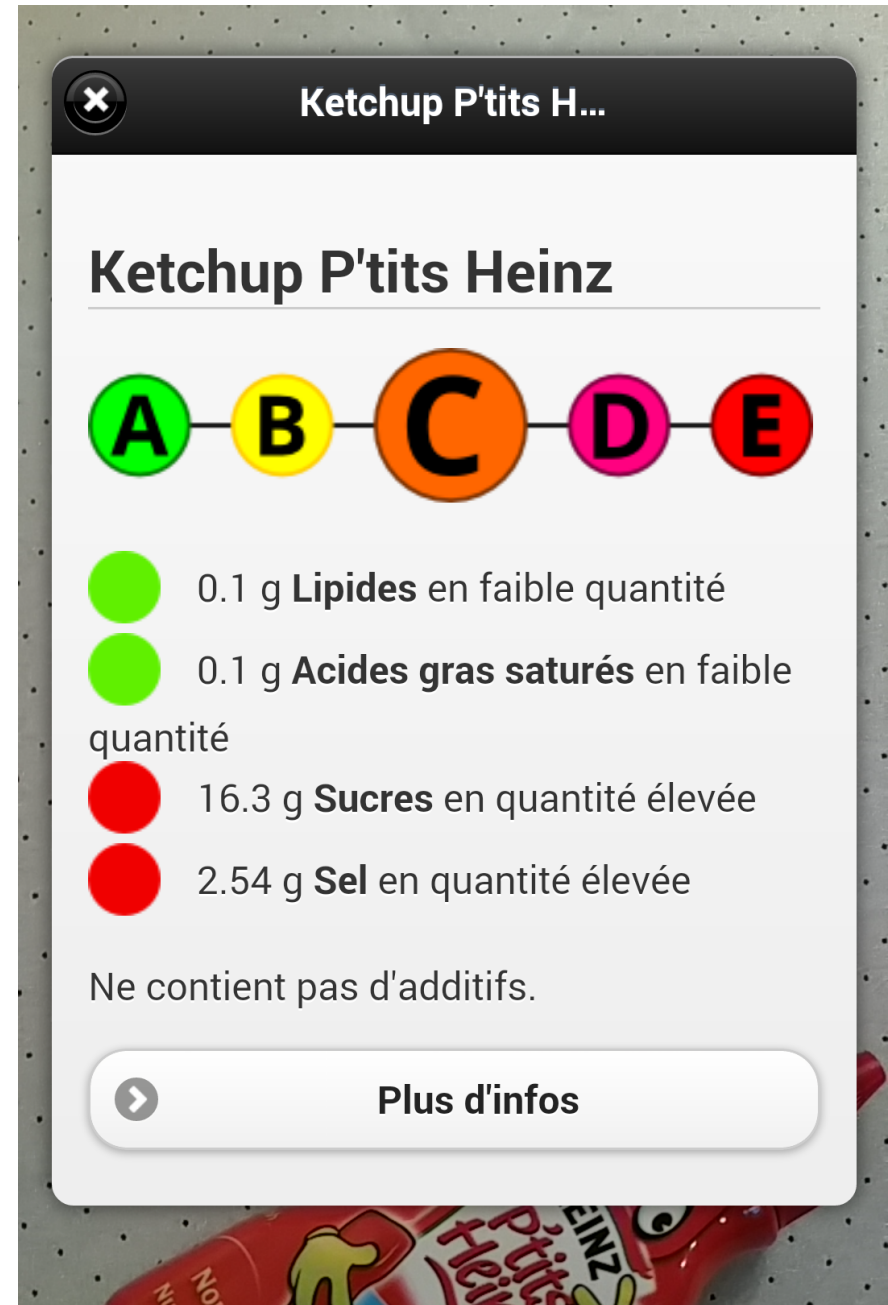 Ketchup P'tits H...
Ketchup P'tits Heinz
A B C D E
0.1 g Lipides en faible quantité
0.1 g Acides gras saturés en faible
quantité
16.3 g Sucres en quantité élevée
2.54 g Sel en quantité élevée
Ne contient pas d'additifs.
Plus d'infos
EINZ
P'tits